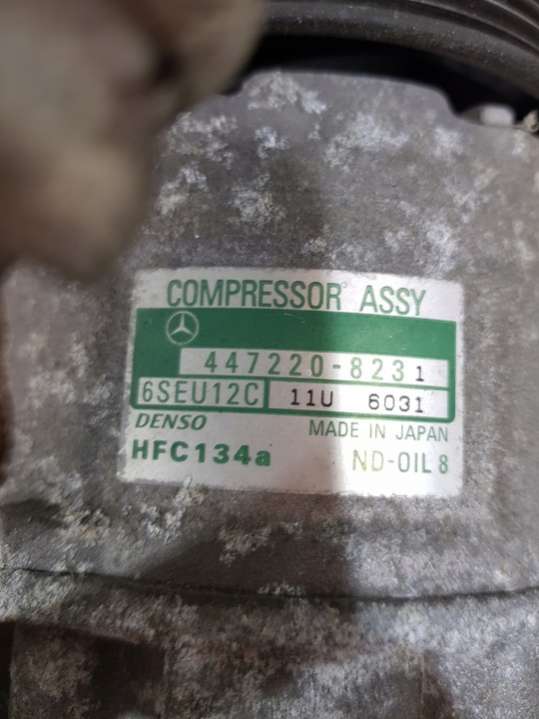 COMPRESSOR ASSY
447220-8231
6SEU12C 11U 6031
DENSO MADE IN JAPAN
HFC134a ND-OIL 8